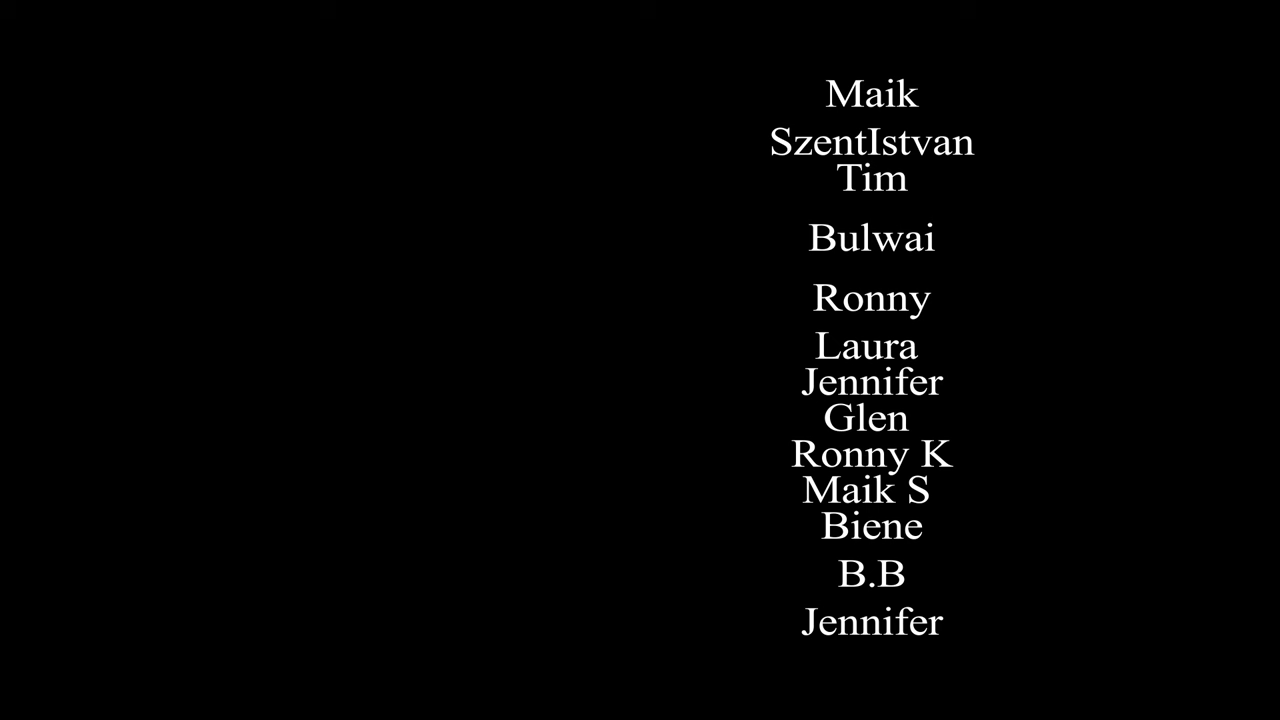 Maik
SzentIstvan
Tim
Bulwai
Ronny
Laura
Jennifer
Glen
Ronny K
Maik S
Biene
B.B
Jennifer